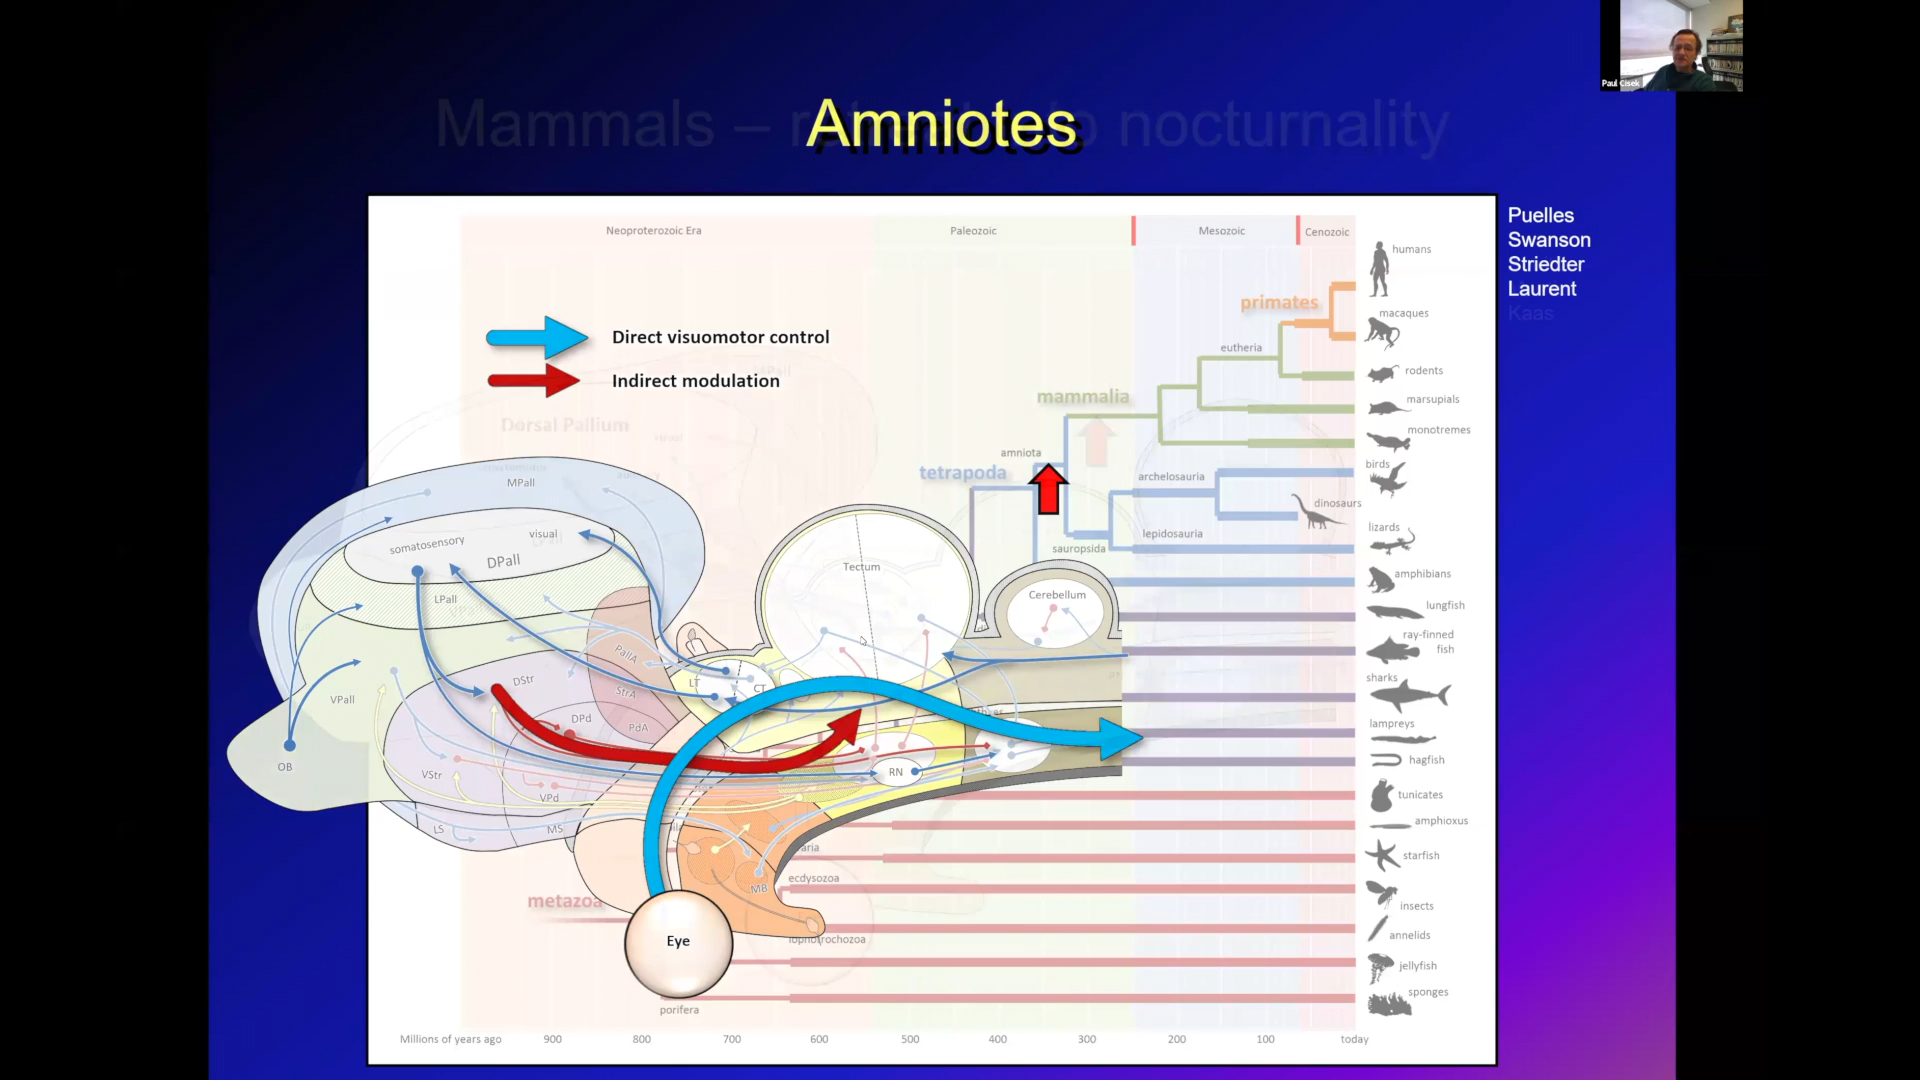 Paul Cisek
Mammals – nocturnality
Amniotes
Puelles
Swanson
Striedter
Laurent
Kaas
Neoproterozoic Era
Paleozoic
Mesozoic
Cenozoic
humans
primates
macaques
Direct visuomotor control
eutheria
Indirect modulation
rodents
mammalia
marsupials
Dorsal Pallium
monotremes
amniota
birds
tetrapoda
archelosauria
MPall
dinosaurs
visual
somatosensory
lizards
lepidosauria
sauropsida
DPall
Tectum
amphibians
Cerebellum
LPall
lungfish
ray-finned
fish
PallA
sharks
DStr
LT
CT
StrA
VPall
lampreys
DPd
PdA
hagfish
OB
VStr
RN
tunicates
VPd
amphioxus
LS
MS
starfish
ecdysozoa
MB
insects
metazoa
annelids
Eye
lophotrochozoa
jellyfish
sponges
porifera
Millions of years ago 900 800 700 600 500 400 300 200 100 today